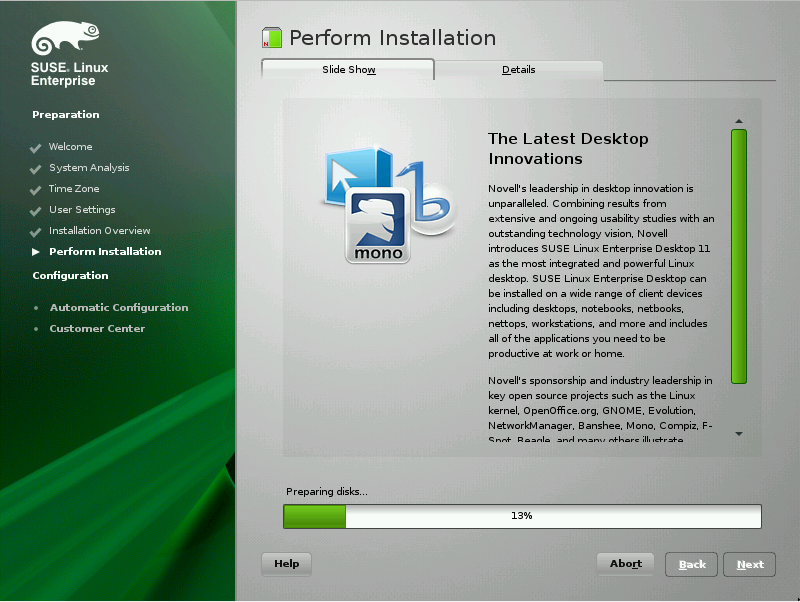 SUSE® Linux
Enterprise
Preparation
Welcome
System Analysis
Time Zone
User Settings
Installation Overview
Perform Installation
Configuration
Automatic Configuration
Customer Center
N
Perform Installation
Slide Show
Details
mono
The Latest Desktop
Innovations
Novell's leadership in desktop innovation is
unparalleled. Combining results from
extensive and ongoing usability studies with an
outstanding technology vision, Novell
introduces SUSE Linux Enterprise Desktop 11
as the most integrated and powerful Linux
desktop. SUSE Linux Enterprise Desktop can
be installed on a wide range of client devices
including desktops, notebooks, netbooks,
nettops, workstations, and more and includes
all of the applications you need to be
productive at work or home.
Novell's sponsorship and industry leadership in
key open source projects such as the Linux
kernel, OpenOffice.org, GNOME, Evolution,
NetworkManager, Banshee, Mono, Compiz, F-
Spot, Beagle, and many others illustrate
Preparing disks...
13%
Help
Abort
Back
Next